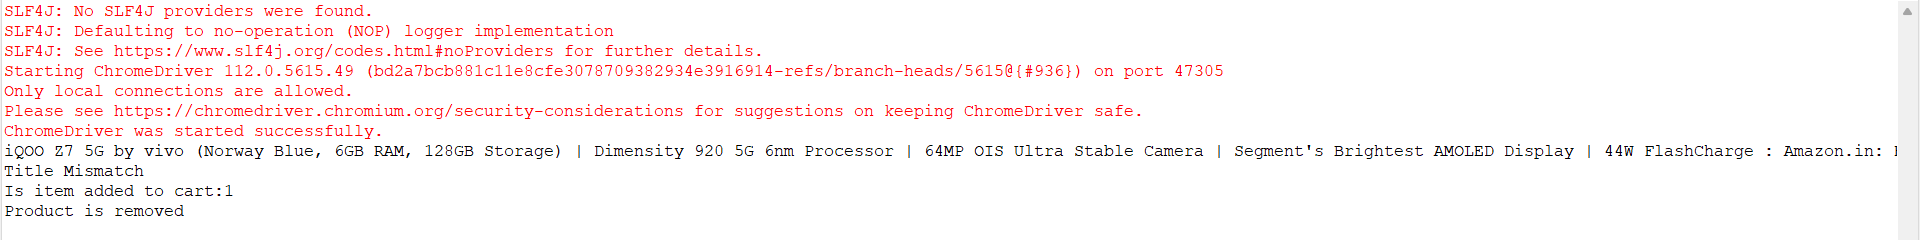 SLF4J: No SLF4J providers were found.
SLF4J: Defaulting to no-operation (NOP) logger implementation
SLF4J: See https://www.slf4j.org/codes.html#noProviders for further details.
Starting ChromeDriver 112.0.5615.49 (bd2a7bcb881c11e8cfe3078709382934e3916914-refs/branch-heads/5615@{#936}) on port 47305
Only local connections are allowed.
Please see https://chromedriver.chromium.org/security-considerations for suggestions on keeping ChromeDriver safe.
ChromeDriver was started successfully.
iQOO Z7 5G by vivo (Norway Blue, 6GB RAM, 128GB Storage) | Dimensity 920 5G 6nm Processor | 64MP OIS Ultra Stable Camera | Segment's Brightest AMOLED Display | 44W FlashCharge : Amazon.in:
Title Mismatch
Is item added to cart:1
Product is removed